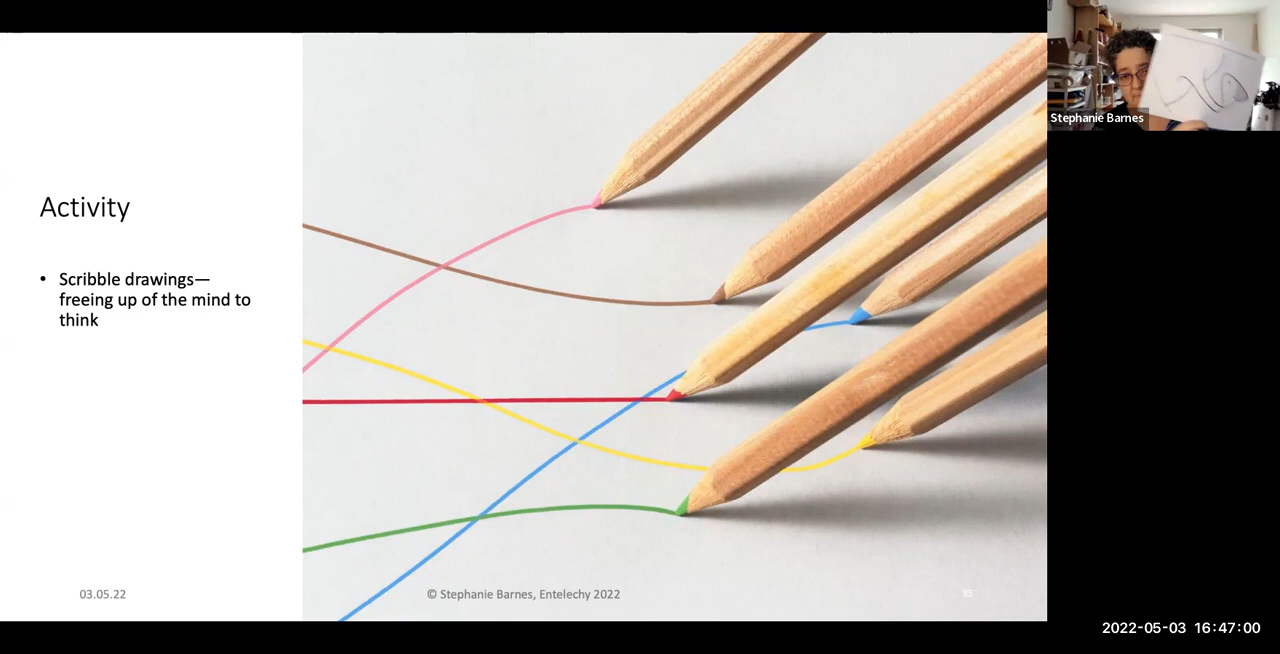 Activity
• Scribble drawings—
freeing up of the mind to
think
03.05.22
© Stephanie Barnes, Entelechy 2022
33
Stephanie Barnes
2022-05-03 16:47:00